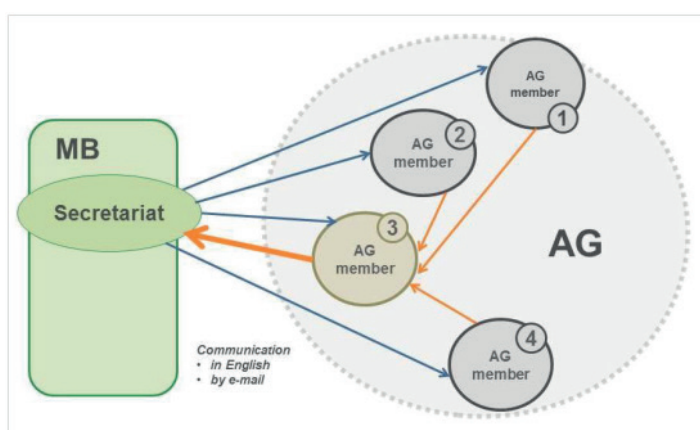 MB
Secretariat
AG
member
1
AG
member
2
AG
member
3
AG
member
4
AG
Communication
• in English
• by e-mail